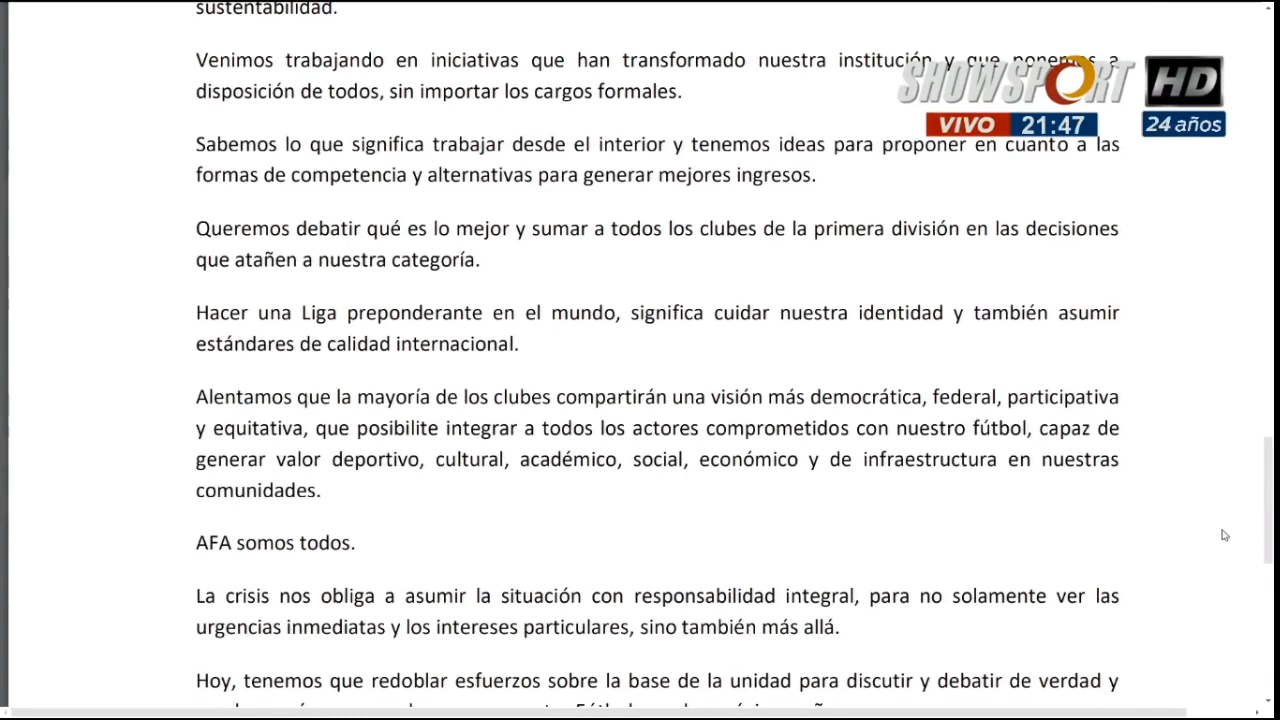 sustentabilidad.
Venimos trabajando en iniciativas que han transformado nuestra institución y que ponemos a
disposición de todos, sin importar los cargos formales.
SHOWSPORT HD
VIVO 21:47 24 años
Sabemos lo que significa trabajar desde el interior y tenemos ideas para proponer en cuanto a las
formas de competencia y alternativas para generar mejores ingresos.
Queremos debatir qué es lo mejor y sumar a todos los clubes de la primera división en las decisiones
que atañen a nuestra categoría.
Hacer una Liga preponderante en el mundo, significa cuidar nuestra identidad y también asumir
estándares de calidad internacional.
Alentamos que la mayoría de los clubes compartirán una visión más democrática, federal, participativa
y equitativa, que posibilite integrar a todos los actores comprometidos con nuestro fútbol, capaz de
generar valor deportivo, cultural, académico, social, económico y de infraestructura en nuestras
comunidades.
AFA somos todos.
La crisis nos obliga a asumir la situación con responsabilidad integral, para no solamente ver las
urgencias inmediatas y los intereses particulares, sino también más allá.
Hoy, tenemos que redoblar esfuerzos sobre la base de la unidad para discutir y debatir de verdad y